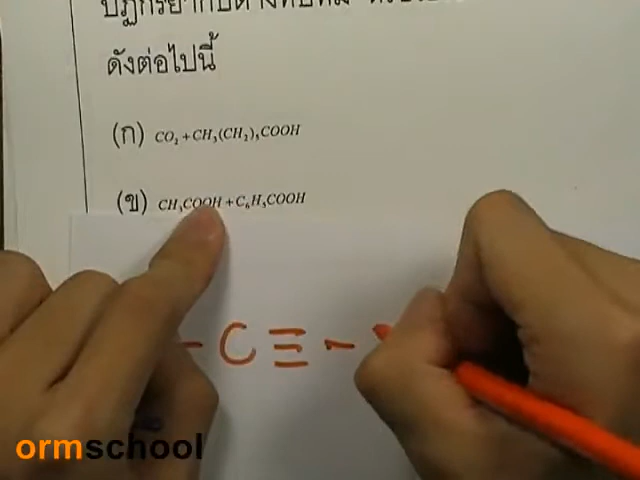 ดังต่อไปนี้
(ก) CO₂ + CH₃(CH₂)₂COOH
(ข) CH₃COOH + C₆H₅COOH
- C ≡ -
ormschool